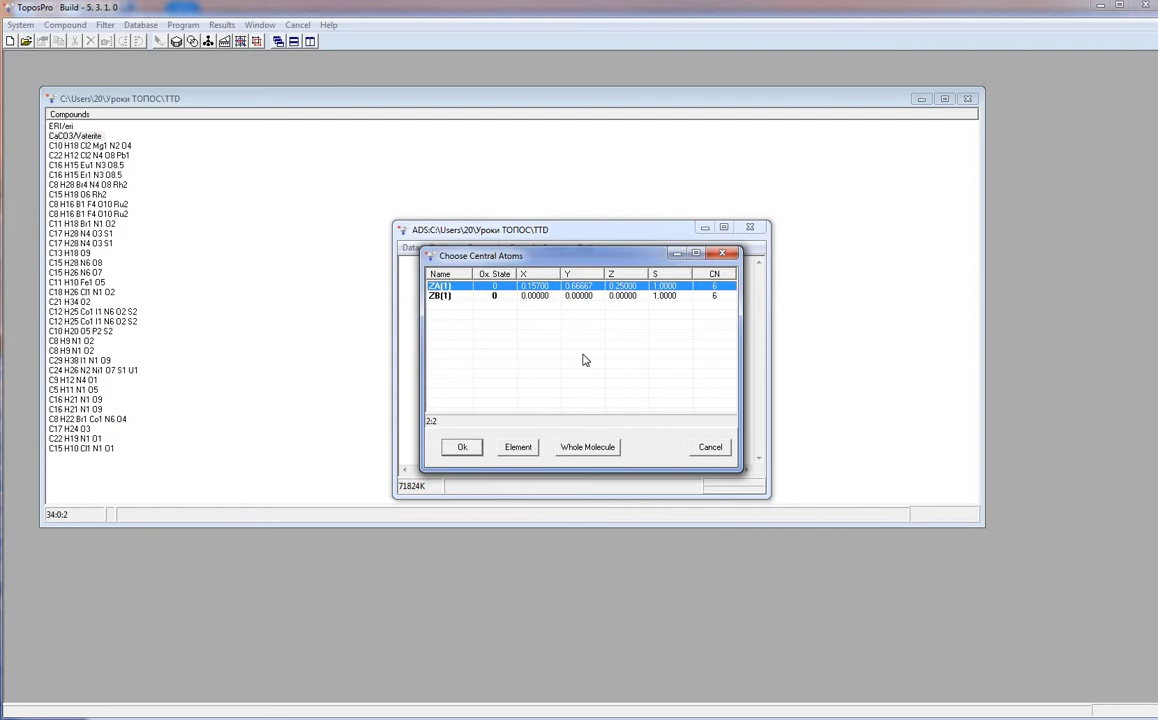 ToposPro Build - 5. 3. 1. 0
System Compound Filter Database Program Results Window Cancel Help
C:\Users\20\Уроки ТОПОС\TTD
Compounds
ERI/eri
CaCO3/Vaterite
C10 H18 Cl2 Mg1 N2 O4
C22 H12 Cl2 N4 O8 Pb1
C16 H15 Eu1 N3 O8.5
C16 H15 Er1 N3 O8.5
C8 H28 Br4 N4 O8 Rh2
C15 H18 O6 Rh2
C8 H16 B1 F4 O10 Ru2
C8 H16 B1 F4 O10 Ru2
C11 H18 Br1 N1 O2
C17 H28 N4 O3 S1
C17 H28 N4 O3 S1
C13 H18 O9
C15 H28 N6 O8
C15 H26 N6 O7
C11 H10 Fe1 O5
C18 H26 Cl1 N1 O2
C21 H34 O2
C12 H25 Co1 I1 N6 O2 S2
C12 H25 Co1 I1 N6 O2 S2
C10 H20 O5 P2 S2
C8 H9 N1 O2
C8 H9 N1 O2
C29 H38 I1 N1 O9
C24 H26 N2 Ni1 O7 S1 U1
C9 H12 N4 O1
C5 H11 N1 O5
C16 H21 N1 O9
C16 H21 N1 O9
C8 H22 Br1 Co1 N6 O4
C17 H24 O3
C22 H19 N1 O1
C15 H10 Cl1 N1 O1
34:0:2
ADS:C:\Users\20\Уроки ТОПОС\TTD
Choose Central Atoms
Name Ox. State X Y Z S CN
ZA(1) 0 0.15700 0.66667 0.25000 1.0000 6
ZB(1) 0 0.00000 0.00000 0.00000 1.0000 6
2:2
Ok Element Whole Molecule Cancel
71824K